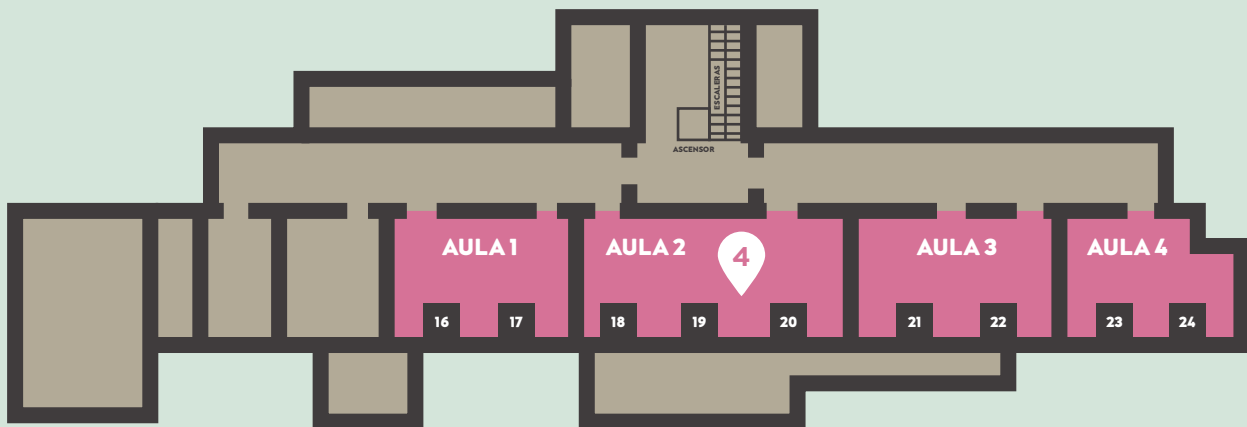 ESCALERAS
ASCENSOR
AULA 1
AULA 2
4
AULA 3
AULA 4
16
17
18
19
20
21
22
23
24